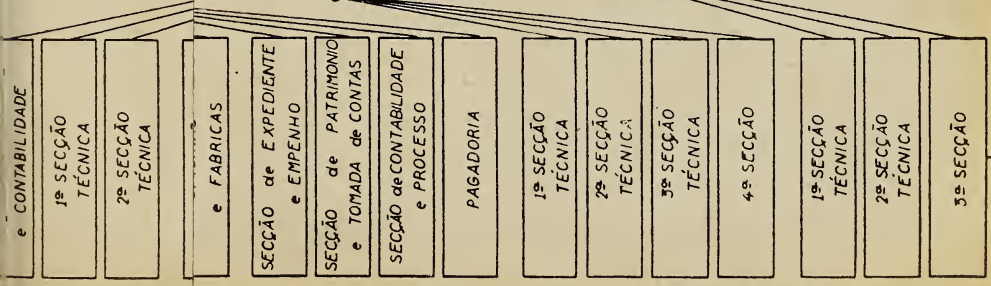 e CONTABILIDADE
1ª SECÇÃO
TÉCNICA
2ª SECÇÃO
TÉCNICA
e FABRICAS
SECÇÃO de EXPEDIENTE
e EMPENHO
SECÇÃO de PATRIMONIO
e TOMADA de CONTAS
SECÇÃO de CONTABILIDADE
e PROCESSO
PAGADORIA
1ª SECÇÃO
TÉCNICA
2ª SECÇÃO
TÉCNICA
3ª SECÇÃO
TÉCNICA
4ª SECÇÃO
1ª SECÇÃO
TÉCNICA
2ª SECÇÃO
TÉCNICA
3ª SECÇÃO